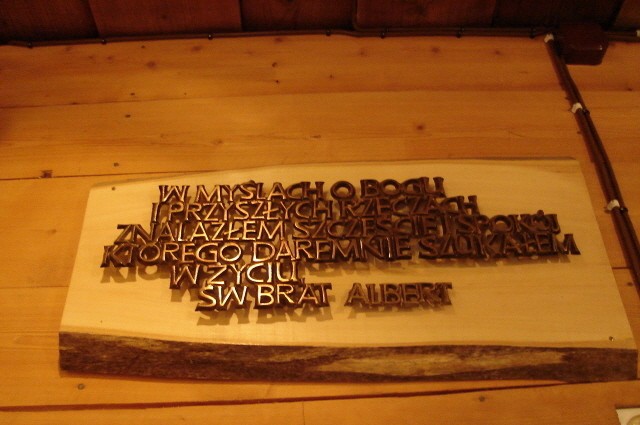 W MYŚLACH O BOGU
I PRZYSZŁYCH RZECZACH
ZNALAZŁEM SZCZĘŚCIE I SPOKÓJ
KTÓREGO DAREMNIE SZUKAŁEM
W ŻYCIU
ŚW BRAT ALBERT